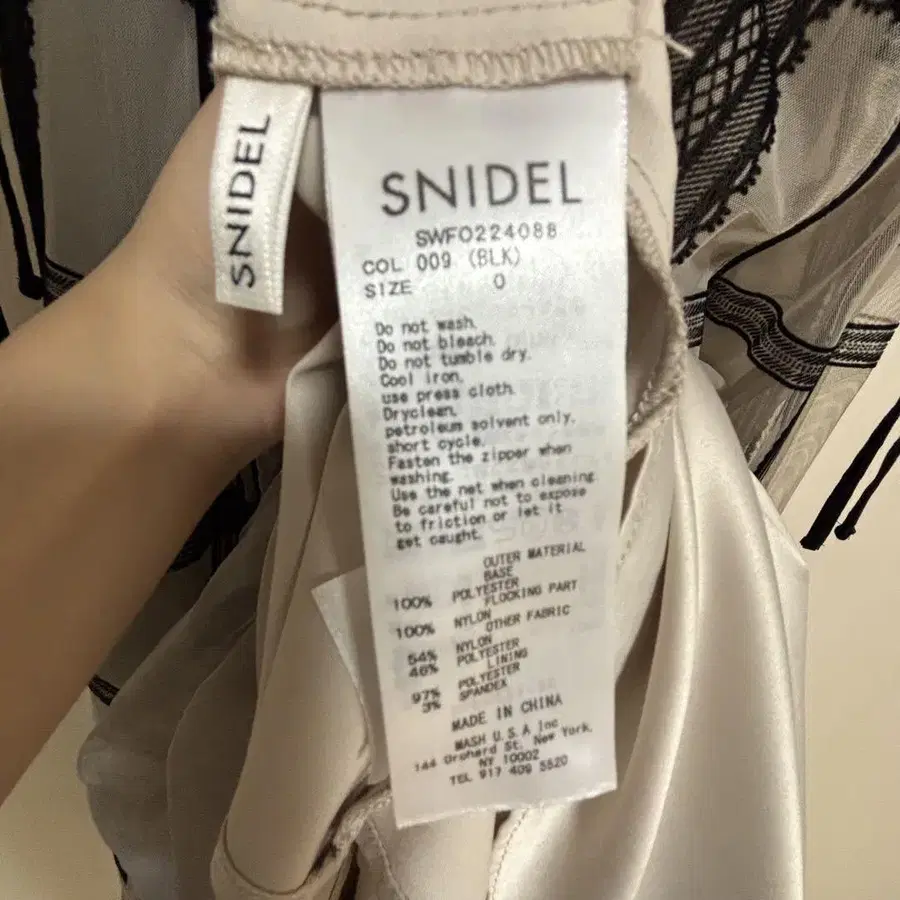 SNIDEL
SNIDEL
SWFO224088
COL 009 (BLK)
SIZE 0
Do not wash.
Do not bleach.
Do not tumble dry.
Cool iron.
use press cloth.
Dryclean.
petroleum solvent only.
short cycle.
Fasten the zipper when
washing.
Use the net when cleaning
Be careful not to expose
to friction or let it
get caught.
OUTER MATERIAL
BASE
100% POLYESTER
FLOCKING PART
100% NYLON
OTHER FABRIC
54% NYLON
46% POLYESTER
LINING
97% POLYESTER
3% SPANDEX
MADE IN CHINA
MASH U.S.A Inc
144 Orchard St. New York.
NY 10002
TEL 917 409 5520